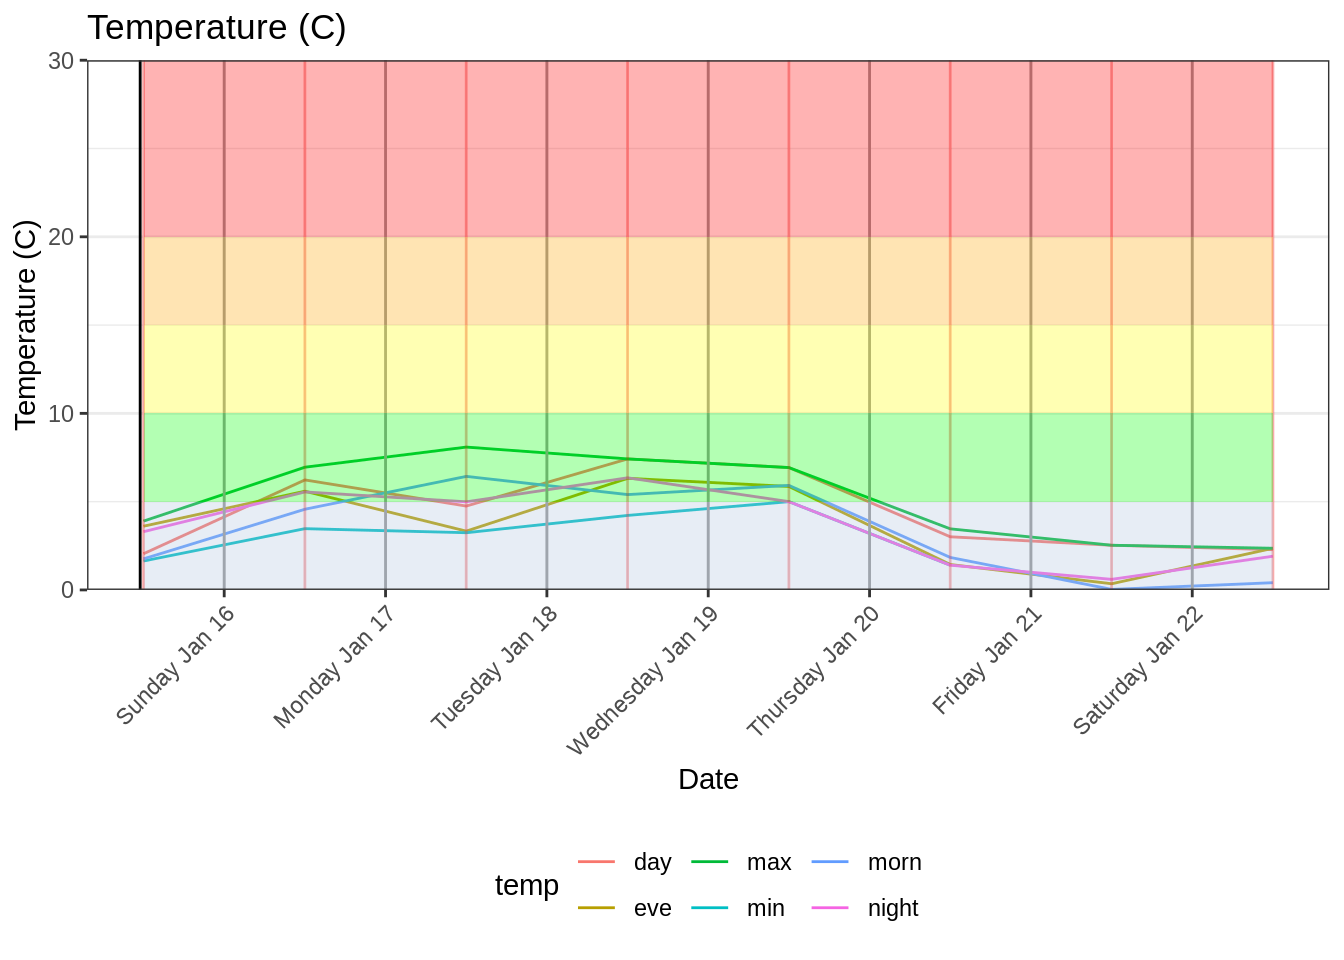 Temperature (C)
Temperature (C)
30
20
10
0
Sunday Jan 16
Monday Jan 17
Tuesday Jan 18
Wednesday Jan 19
Thursday Jan 20
Friday Jan 21
Saturday Jan 22
Date
temp
day
max
morn
eve
min
night